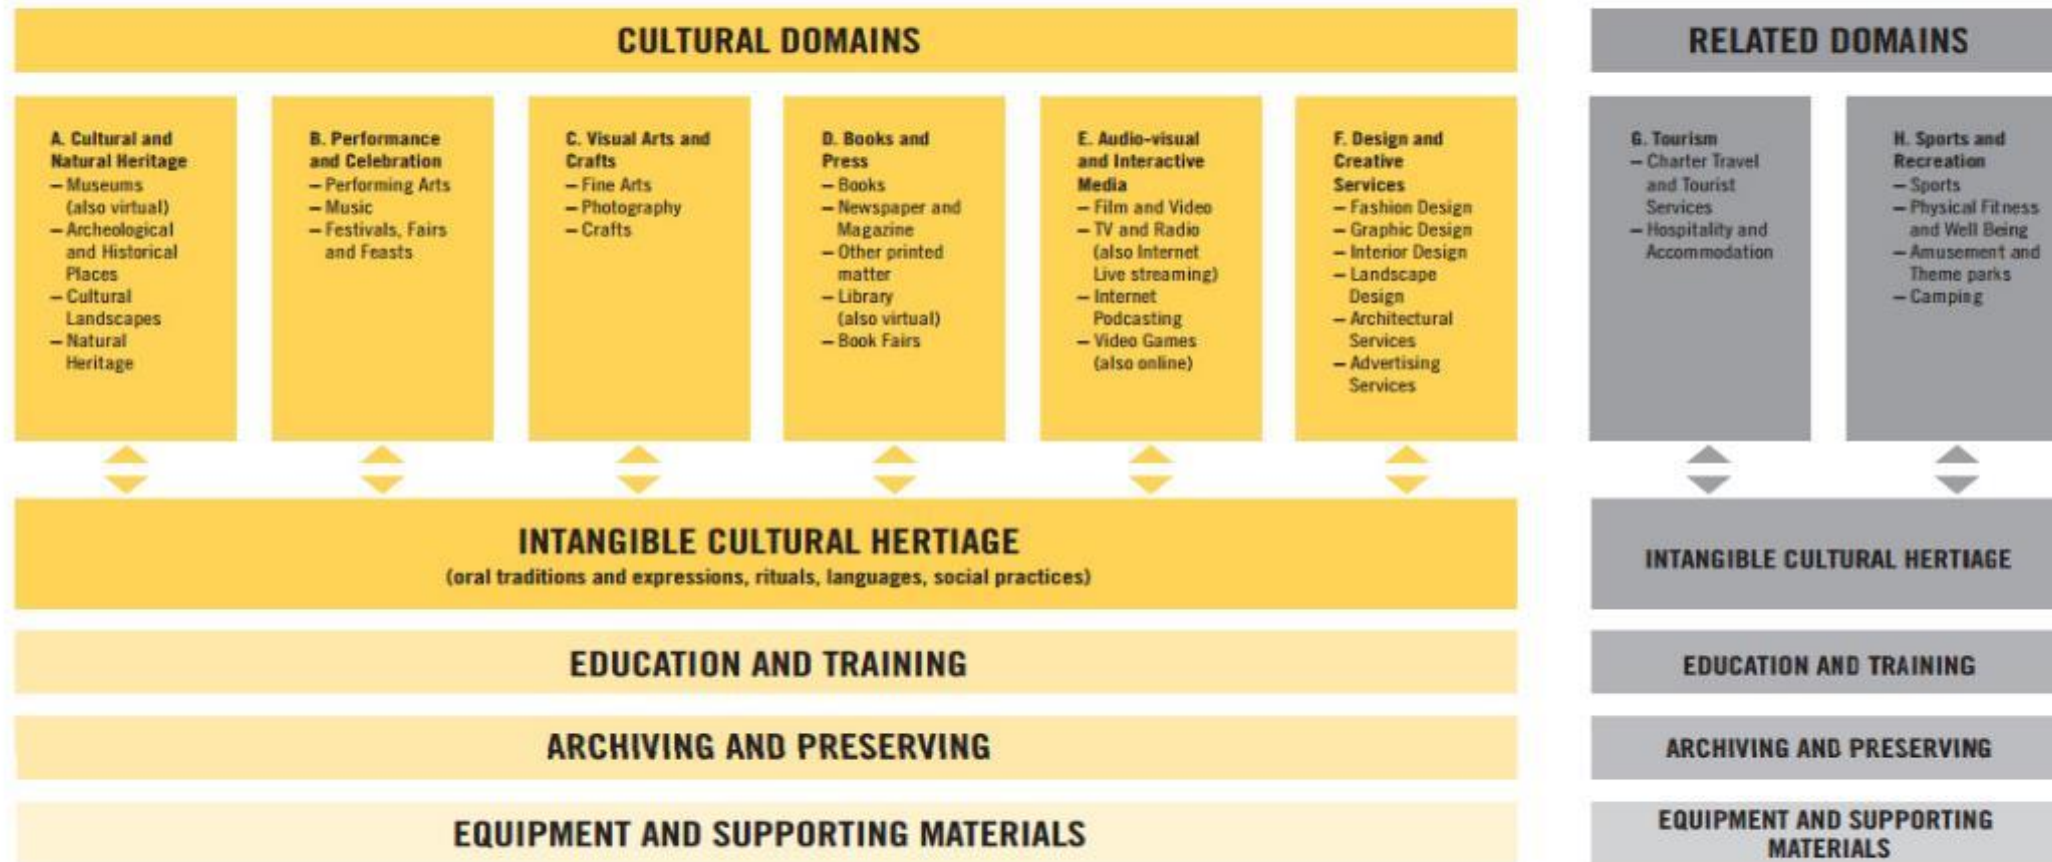 CULTURAL DOMAINS
RELATED DOMAINS
A. Cultural and
Natural Heritage
– Museums
(also virtual)
– Archeological
and Historical
Places
– Cultural
Landscapes
– Natural
Heritage
B. Performance
and Celebration
– Performing Arts
– Music
– Festivals, Fairs
and Feasts
C. Visual Arts and
Crafts
– Fine Arts
– Photography
– Crafts
D. Books and
Press
– Books
– Newspaper and
Magazine
– Other printed
matter
– Library
(also virtual)
– Book Fairs
E. Audio-visual
and Interactive
Media
– Film and Video
– TV and Radio
(also Internet
Live streaming)
– Internet
Podcasting
– Video Games
(also online)
F. Design and
Creative
Services
– Fashion Design
– Graphic Design
– Interior Design
– Landscape
Design
– Architectural
Services
– Advertising
Services
G. Tourism
– Charter Travel
and Tourist
Services
– Hospitality and
Accommodation
H. Sports and
Recreation
– Sports
– Physical Fitness
and Well Being
– Amusement and
Theme parks
– Camping
INTANGIBLE CULTURAL HERTIAGE
(oral traditions and expressions, rituals, languages, social practices)
INTANGIBLE CULTURAL HERTIAGE
EDUCATION AND TRAINING
EDUCATION AND TRAINING
ARCHIVING AND PRESERVING
ARCHIVING AND PRESERVING
EQUIPMENT AND SUPPORTING MATERIALS
EQUIPMENT AND SUPPORTING
MATERIALS